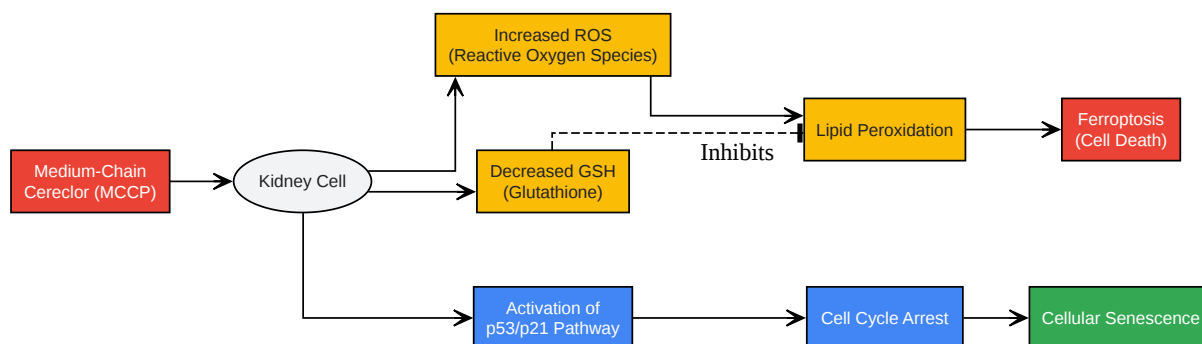 Increased ROS
(Reactive Oxygen Species)
Lipid Peroxidation
Ferroptosis
(Cell Death)
Inhibits
Medium-Chain
Cereclor (MCCP)
Kidney Cell
Decreased GSH
(Glutathione)
Activation of
p53/p21 Pathway
Cell Cycle Arrest
Cellular Senescence